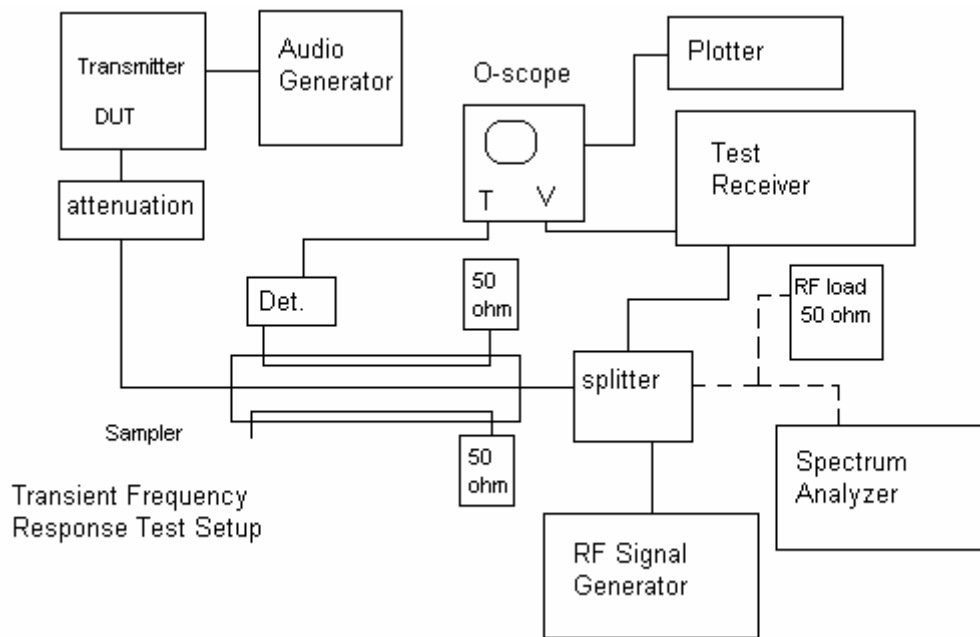 Transmitter
DUT
Audio
Generator
O-scope
T V
Plotter
Test
Receiver
attenuation
Det.
50
ohm
RF load
50 ohm
splitter
Sampler
50
ohm
Spectrum
Analyzer
Transient Frequency
Response Test Setup
RF Signal
Generator